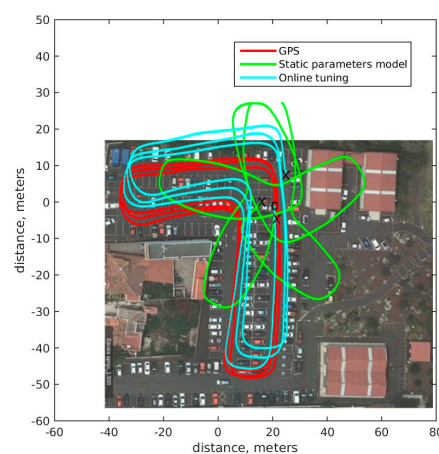 50
GPS
Static parameters model
Online tuning
40
30
20
10
X
0
X
O
X
-10
-20
-30
-40
-50
-60
-60 -40 -20 0 20 40 60 80
distance, meters
distance, meters